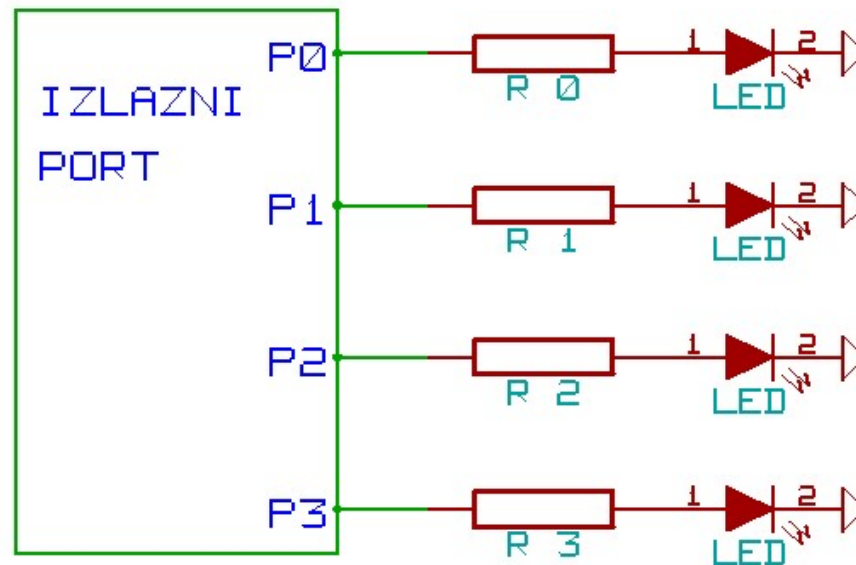 P0 1 2
R 0 LED
IZLAZNI
PORT
P1 1 2
R 1 LED
P2 1 2
R 2 LED
P3 1 2
R 3 LED